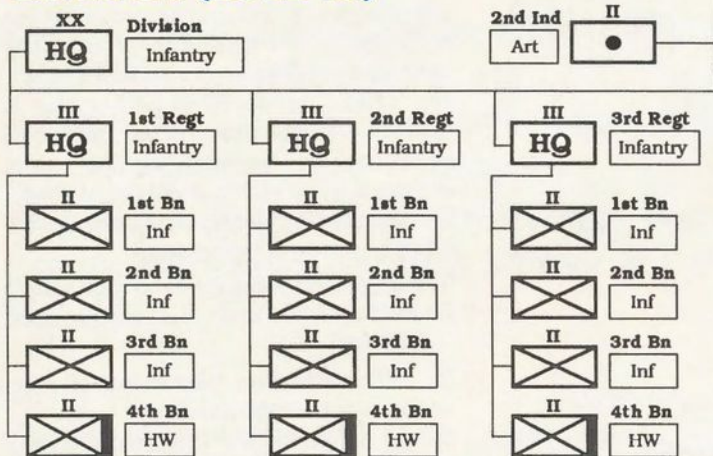 XX Division 2nd Ind II
HQ Infantry Art
III 1st Regt III 2nd Regt III 3rd Regt
HQ Infantry HQ Infantry HQ Infantry
II 1st Bn II 1st Bn II 1st Bn
Inf Inf Inf
II 2nd Bn II 2nd Bn II 2nd Bn
Inf Inf Inf
II 3rd Bn II 3rd Bn II 3rd Bn
Inf Inf Inf
II 4th Bn II 4th Bn II 4th Bn
HW HW HW